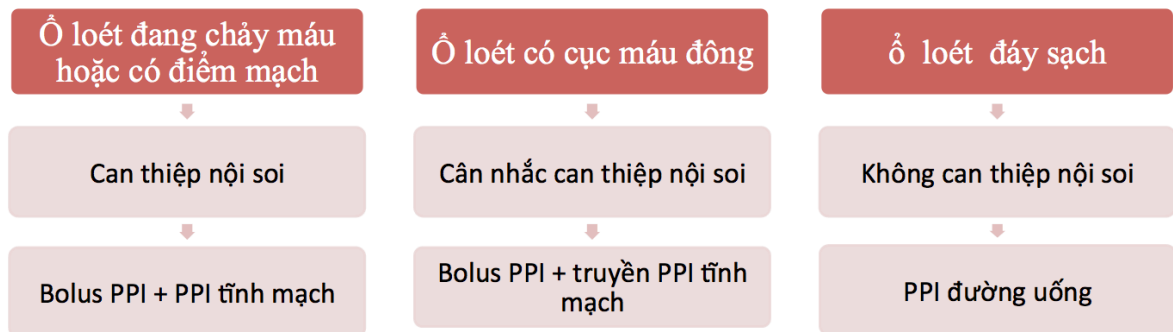 Ổ loét đang chảy máu
hoặc có điểm mạch
Can thiệp nội soi
Bolus PPI + PPI tĩnh mạch
Ổ loét có cục máu đông
Cân nhắc can thiệp nội soi
Bolus PPI + truyền PPI tĩnh
mạch
ổ loét đáy sạch
Không can thiệp nội soi
PPI đường uống